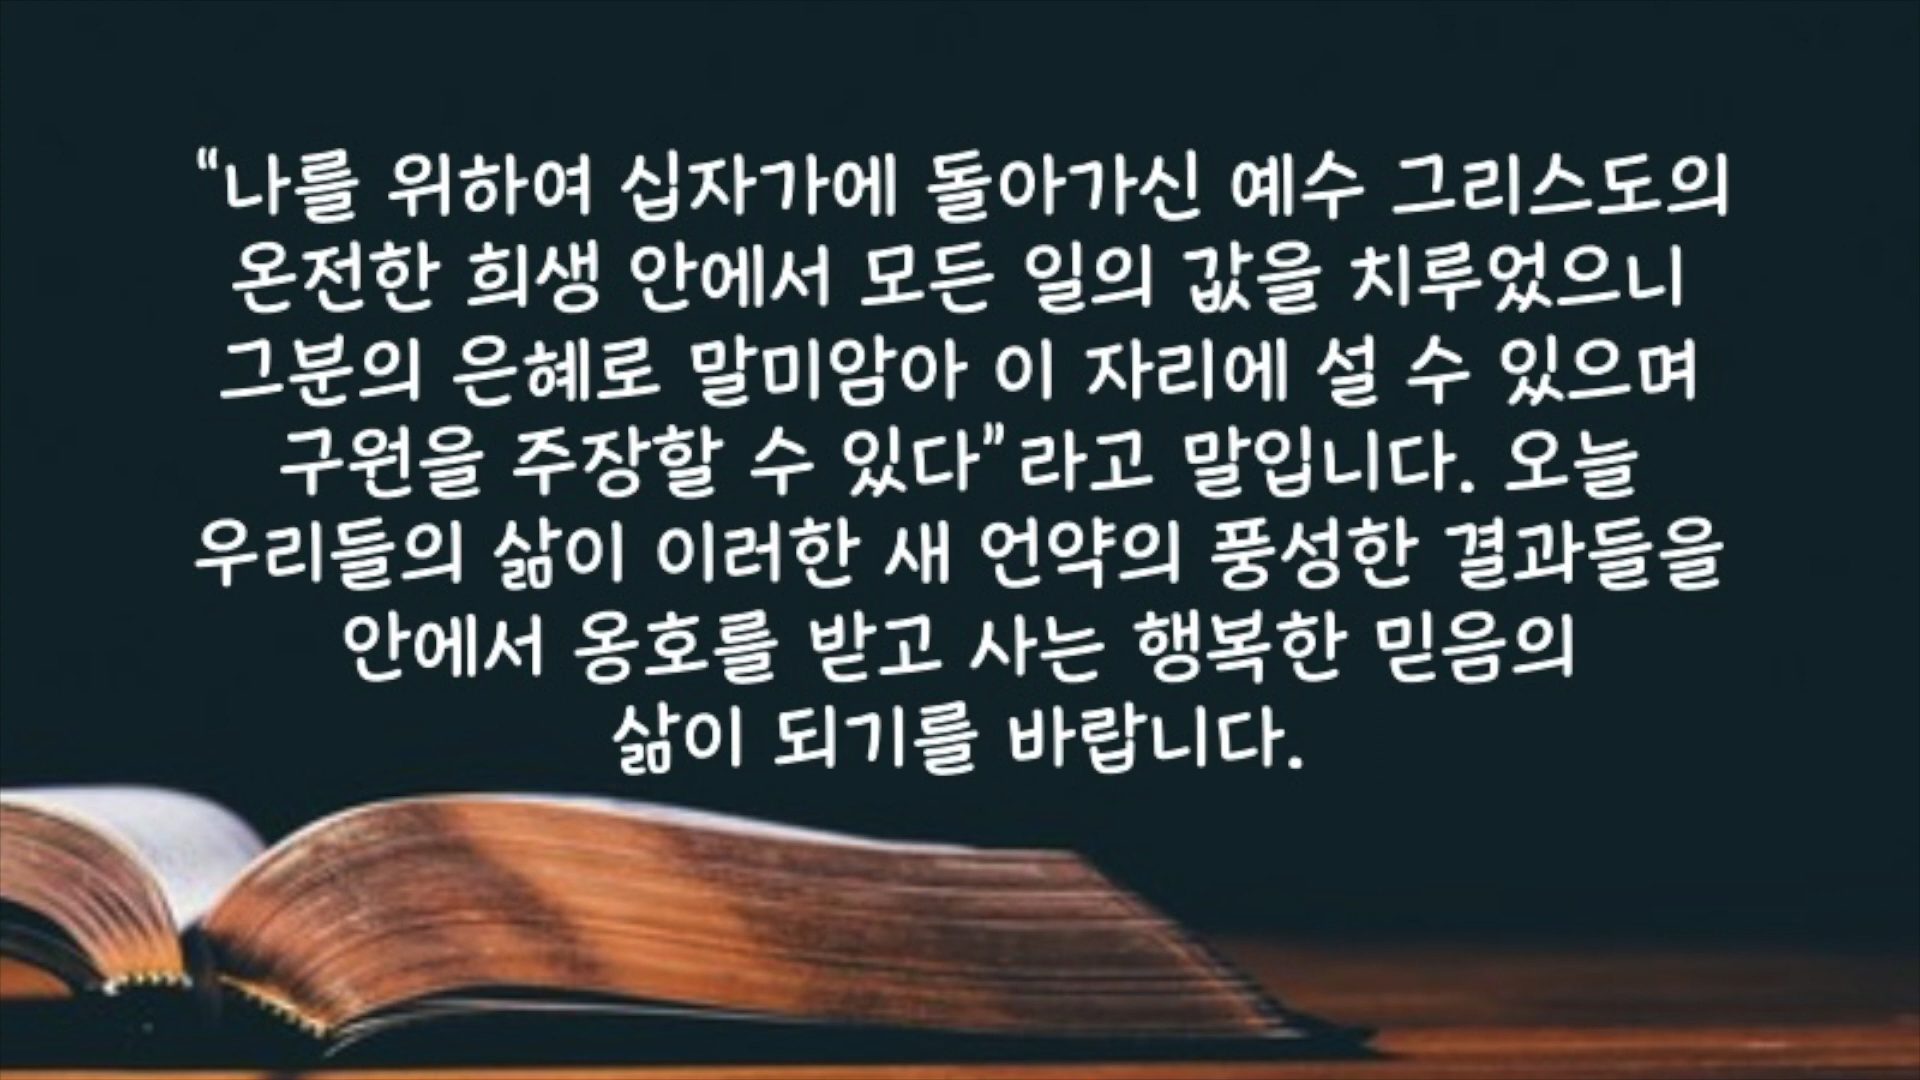 “나를 위하여 십자가에 돌아가신 예수 그리스도의
온전한 희생 안에서 모든 일의 값을 치루었으니
그분의 은혜로 말미암아 이 자리에 설 수 있으며
구원을 주장할 수 있다”라고 말입니다. 오늘
우리들의 삶이 이러한 새 언약의 풍성한 결과들을
안에서 옹호를 받고 사는 행복한 믿음의
삶이 되기를 바랍니다.